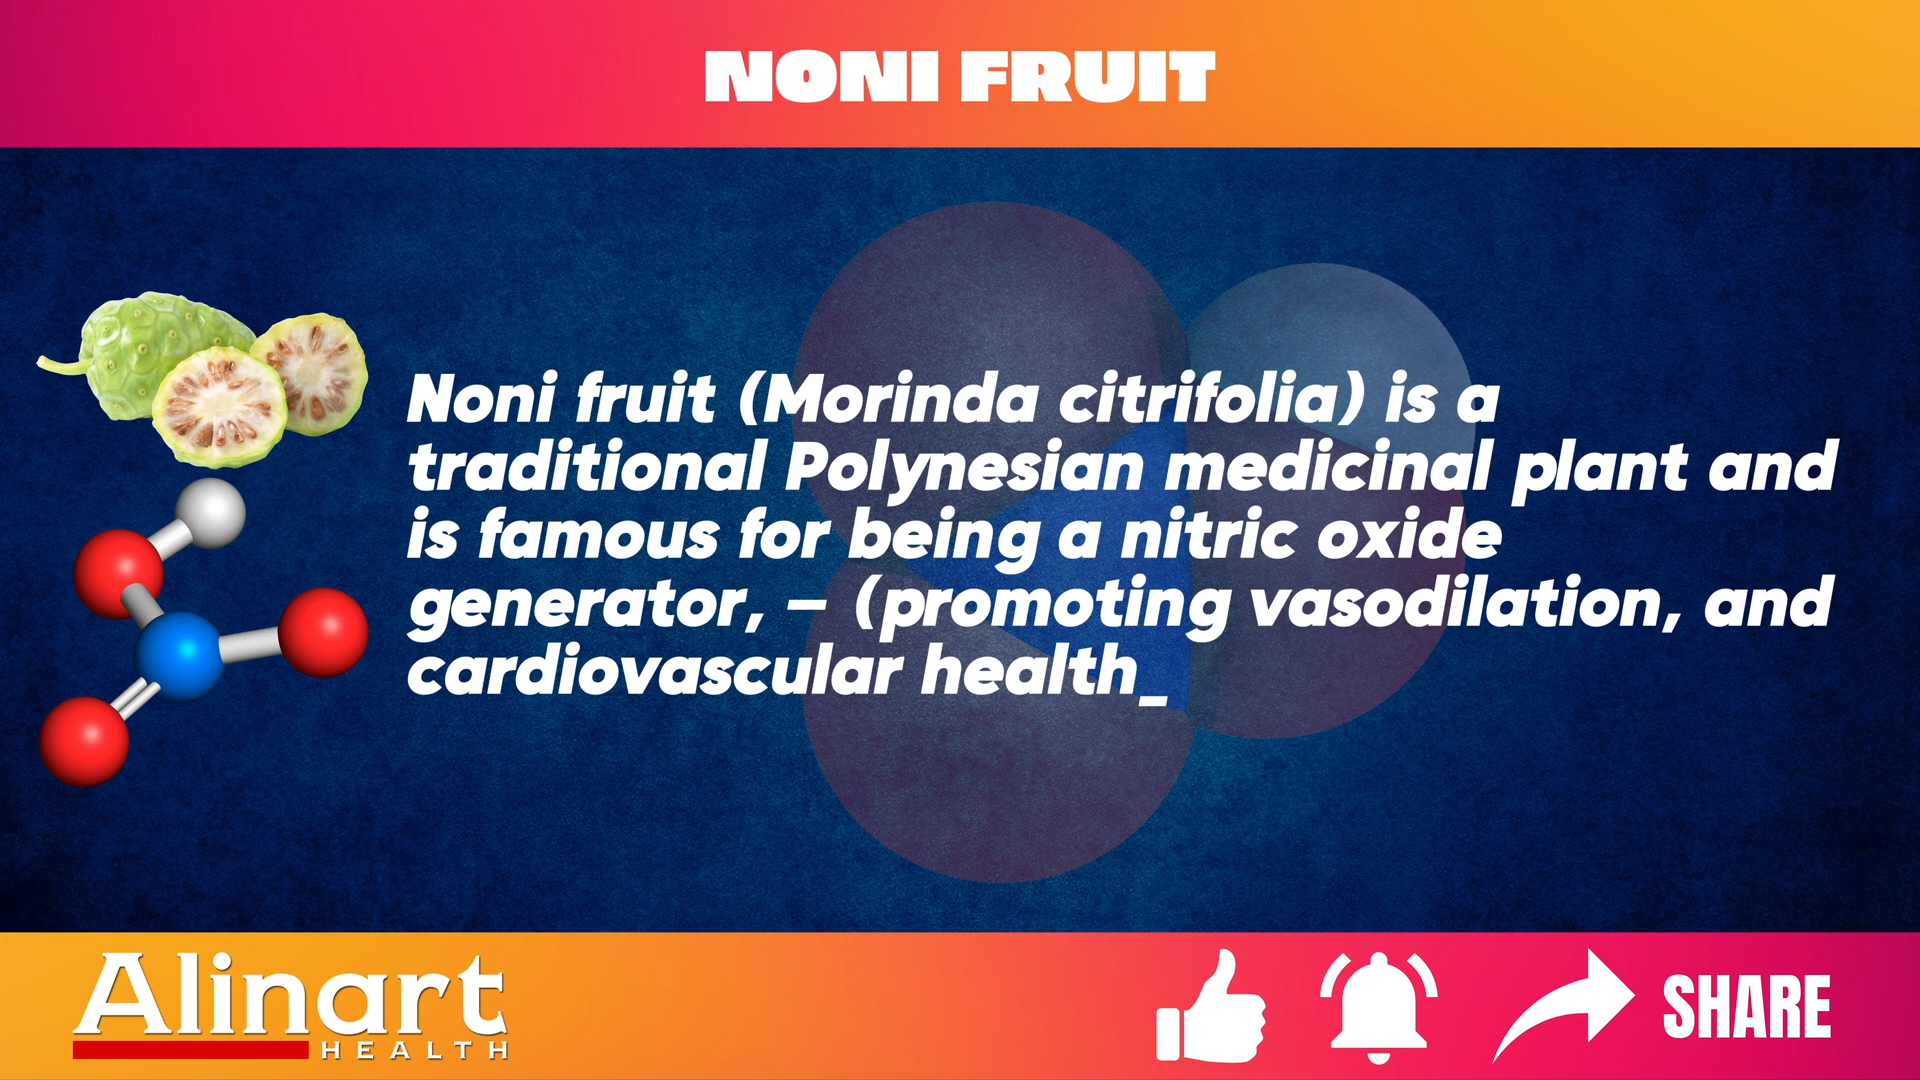 NONI FRUIT
Noni fruit (Morinda citrifolia) is a
traditional Polynesian medicinal plant and
is famous for being a nitric oxide
generator, – (promoting vasodilation, and
cardiovascular health_
Alinart
HEALTH
SHARE